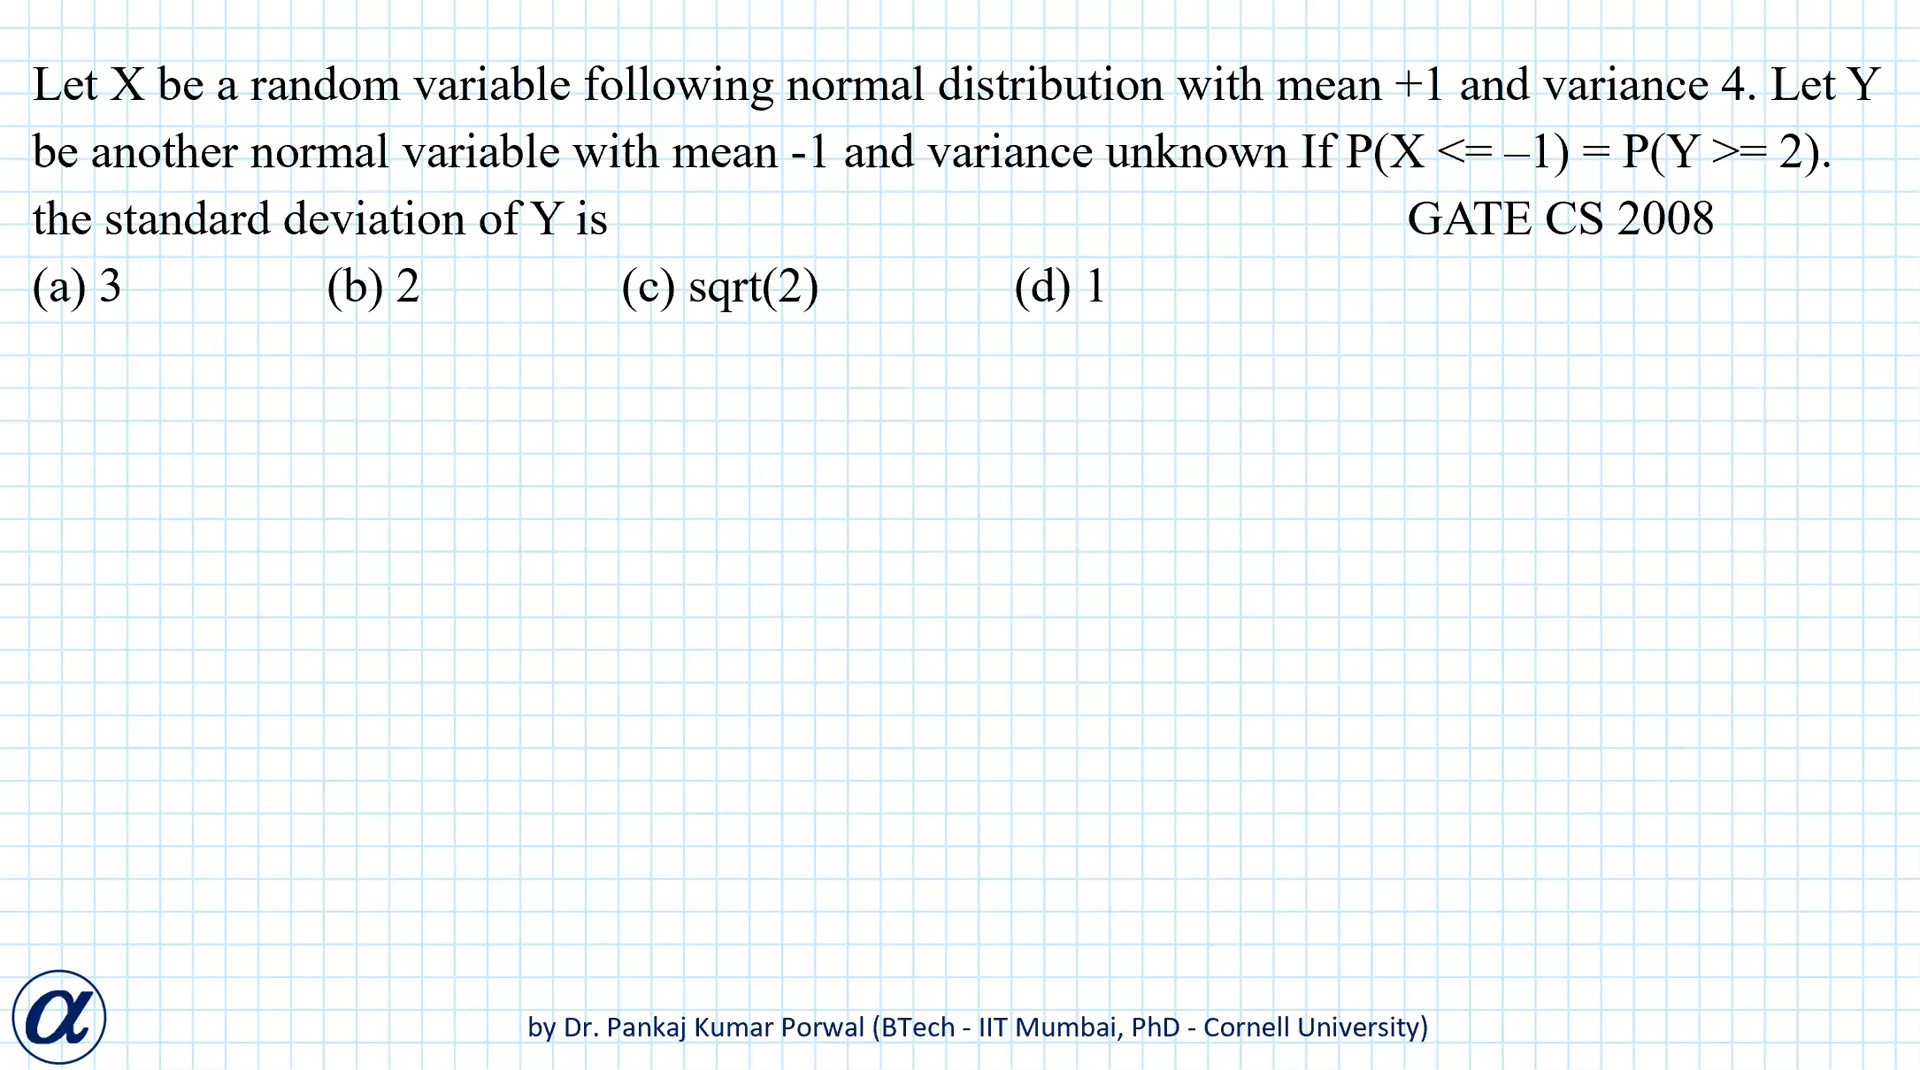 Let X be a random variable following normal distribution with mean +1 and variance 4. Let Y
be another normal variable with mean -1 and variance unknown If P(X <= –1) = P(Y >= 2).
the standard deviation of Y is GATE CS 2008
(a) 3 (b) 2 (c) sqrt(2) (d) 1
α
by Dr. Pankaj Kumar Porwal (BTech - IIT Mumbai, PhD - Cornell University)